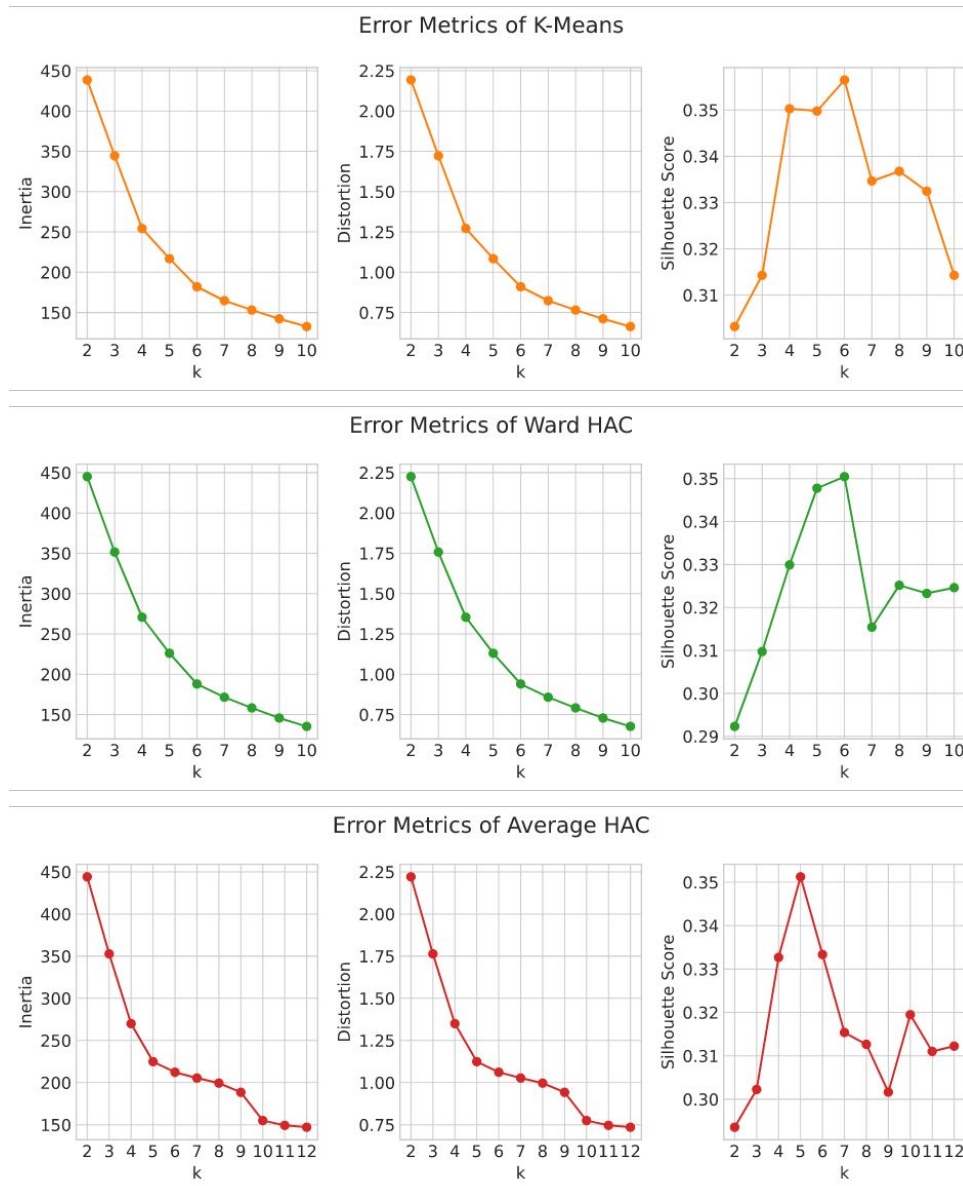 Error Metrics of K-Means
Inertia
450
400
350
300
250
200
150
2 3 4 5 6 7 8 9 10
k
Distortion
2.25
2.00
1.75
1.50
1.25
1.00
0.75
2 3 4 5 6 7 8 9 10
k
Silhouette Score
0.35
0.34
0.33
0.32
0.31
2 3 4 5 6 7 8 9 10
k
Error Metrics of Ward HAC
Inertia
450
400
350
300
250
200
150
2 3 4 5 6 7 8 9 10
k
Distortion
2.25
2.00
1.75
1.50
1.25
1.00
0.75
2 3 4 5 6 7 8 9 10
k
Silhouette Score
0.35
0.34
0.33
0.32
0.31
0.30
0.29
2 3 4 5 6 7 8 9 10
k
Error Metrics of Average HAC
Inertia
450
400
350
300
250
200
150
2 3 4 5 6 7 8 9 10 11 12
k
Distortion
2.25
2.00
1.75
1.50
1.25
1.00
0.75
2 3 4 5 6 7 8 9 10 11 12
k
Silhouette Score
0.35
0.34
0.33
0.32
0.31
0.30
2 3 4 5 6 7 8 9 10 11 12
k